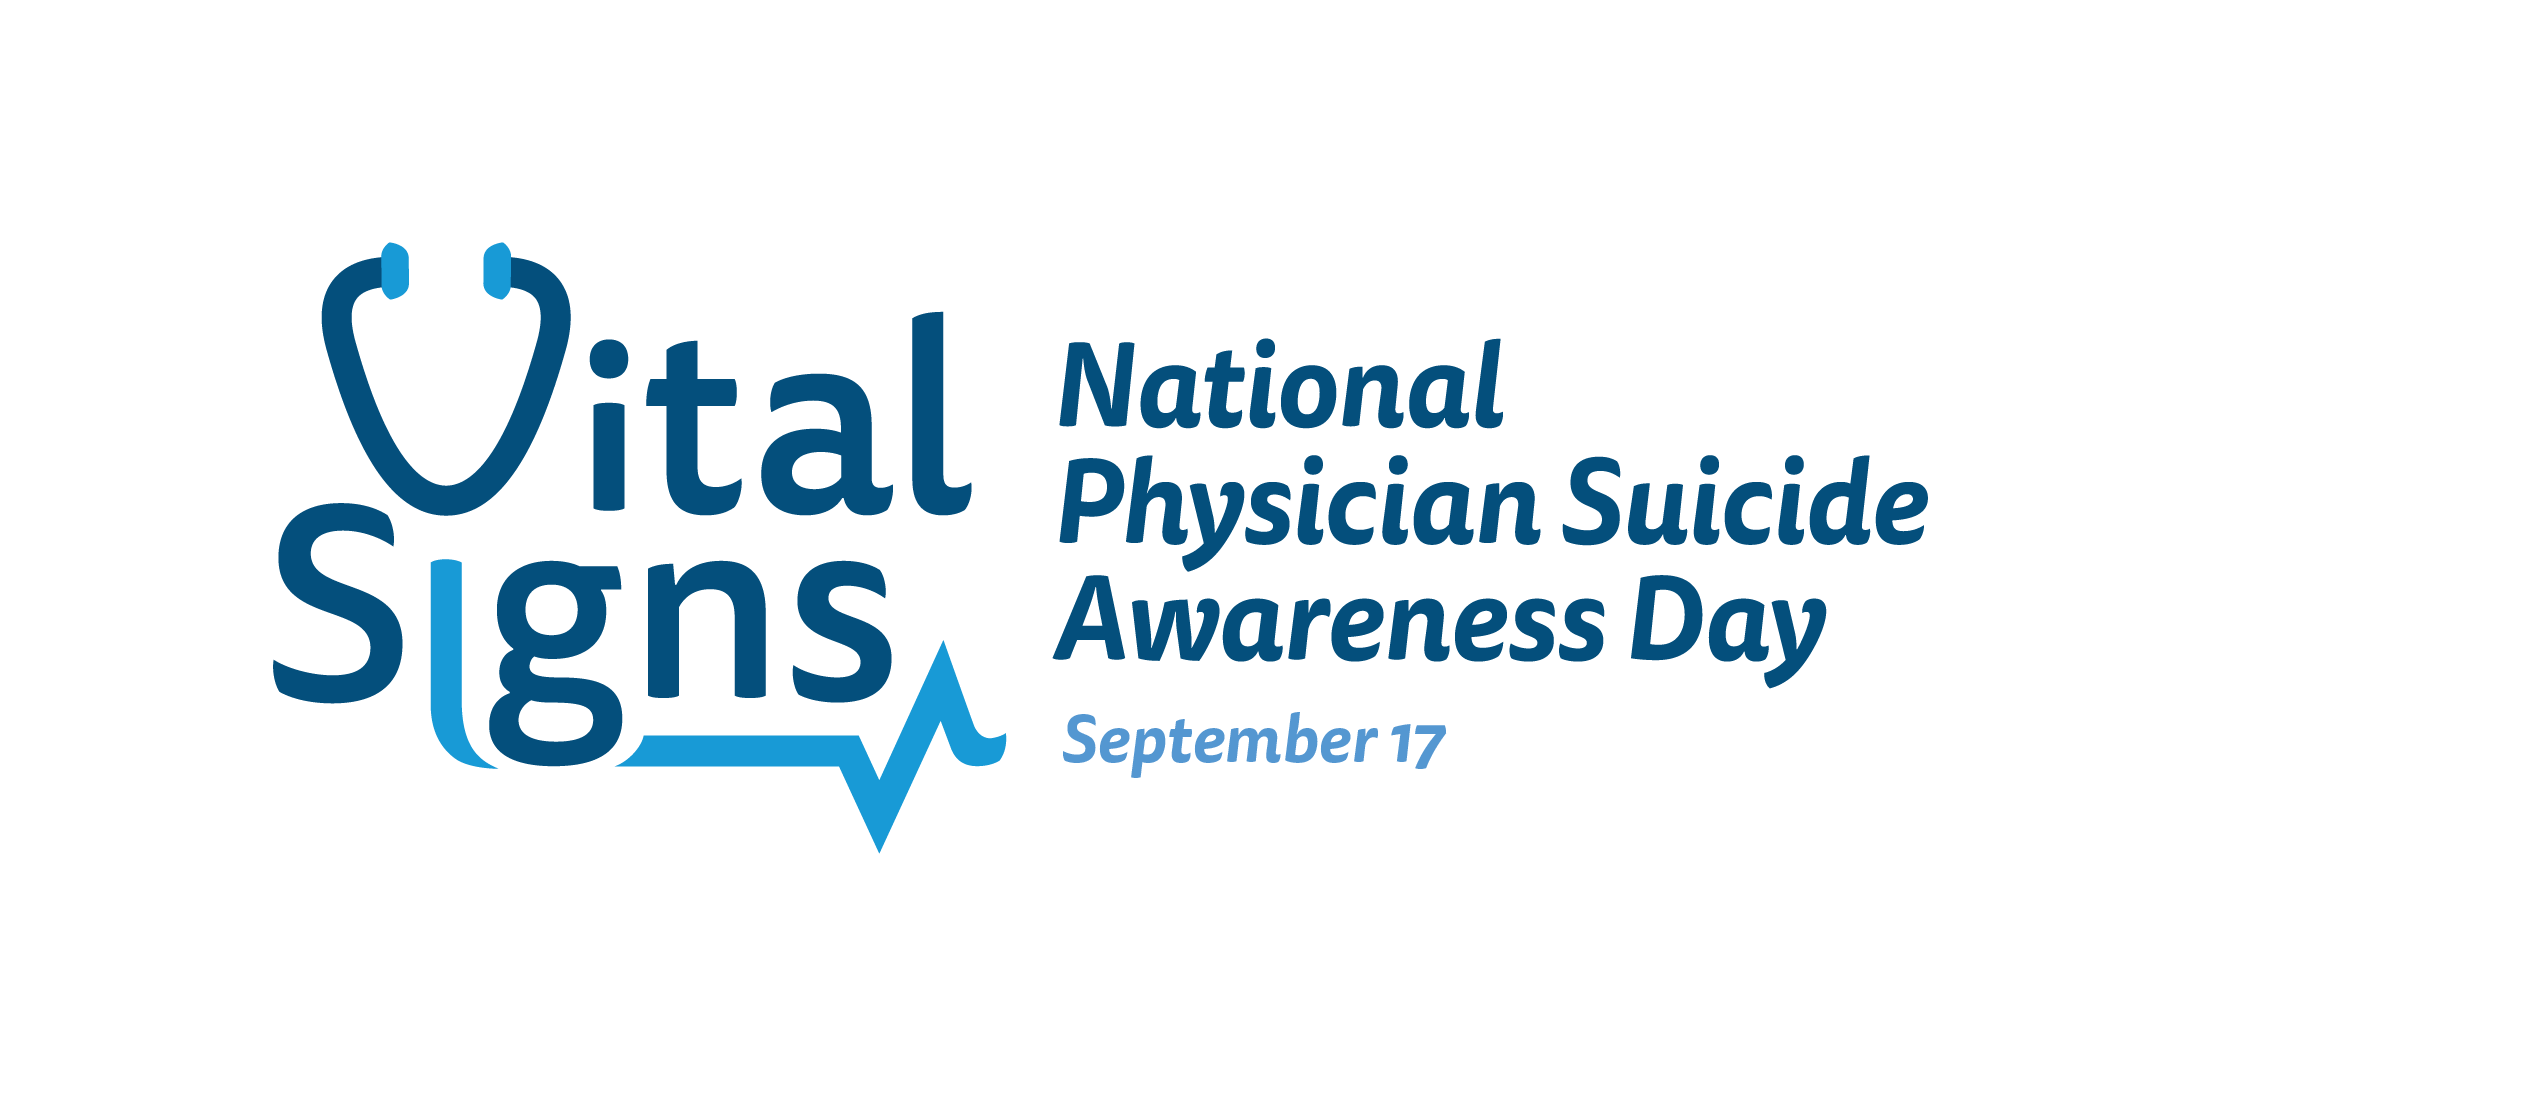 Vital
Signs
National
Physician Suicide
Awareness Day
September 17